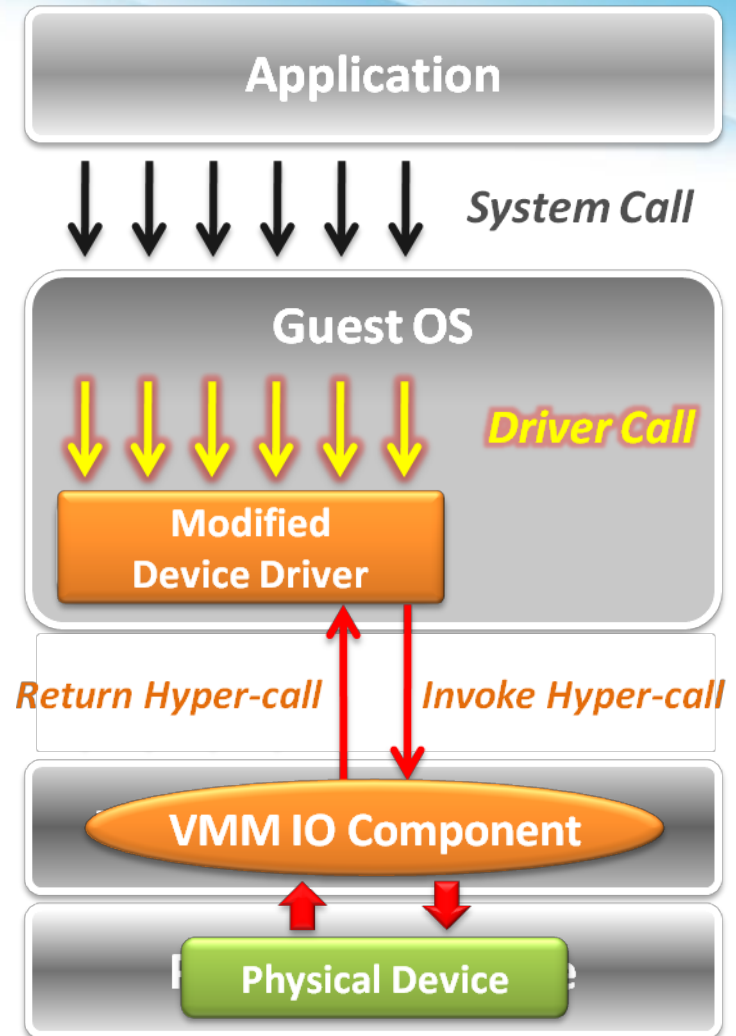 Application
System Call
Guest OS
Driver Call
Modified
Device Driver
Return Hyper-call
Invoke Hyper-call
VMM IO Component
Physical Device